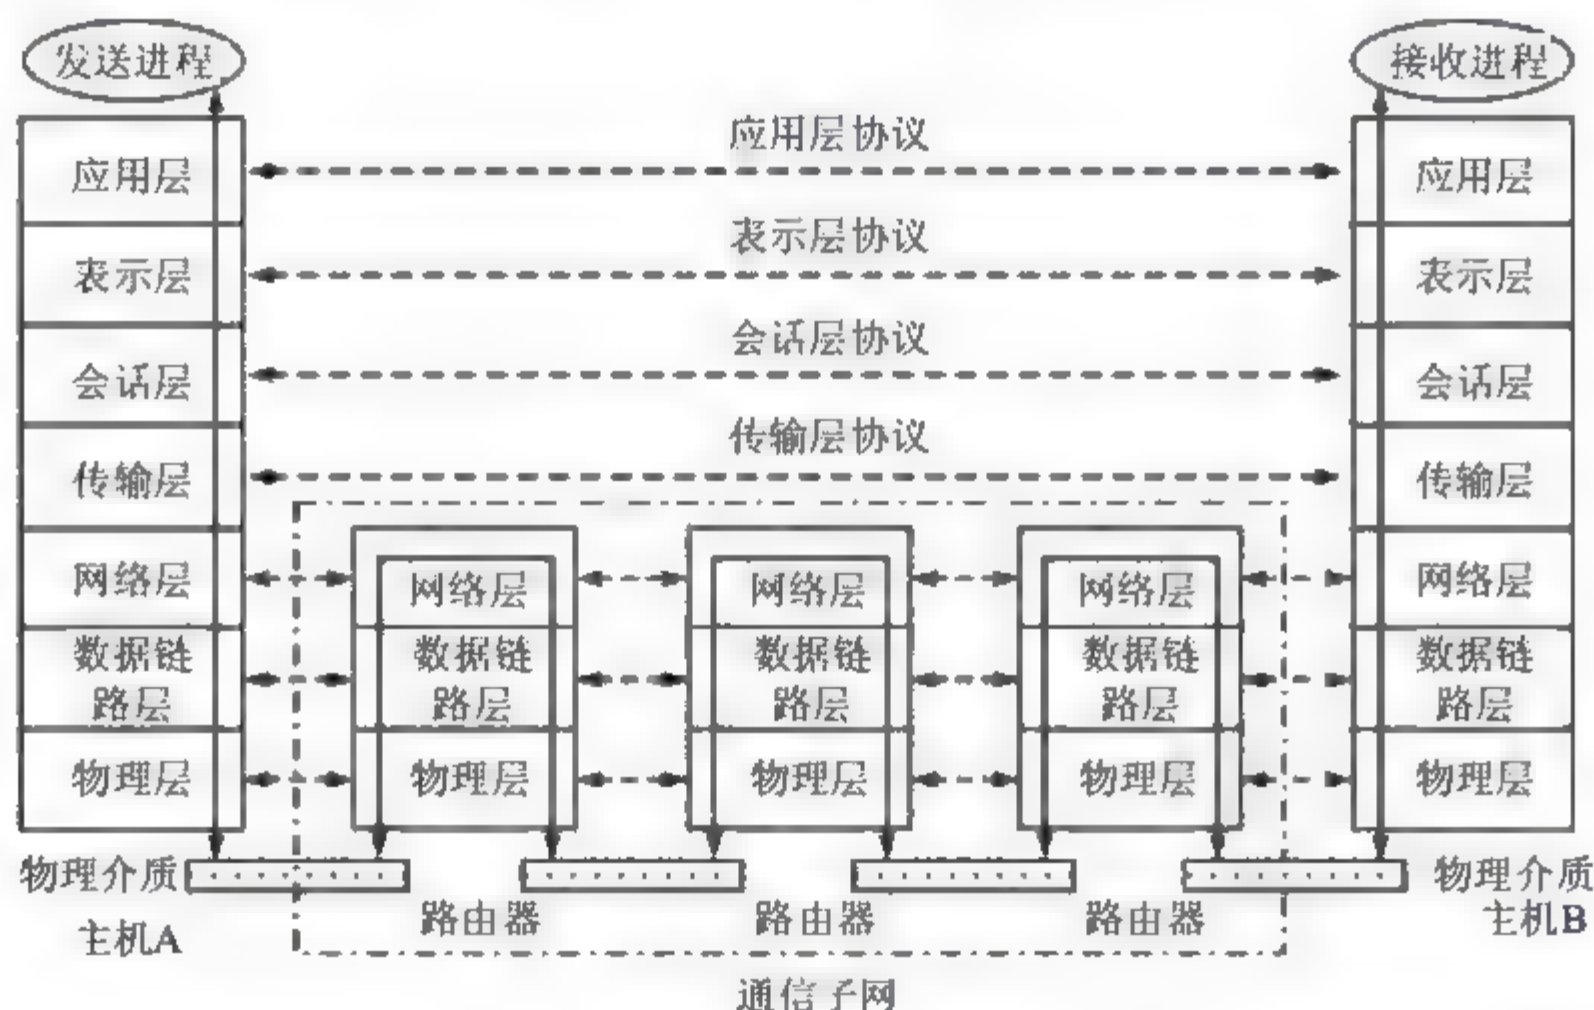 发送进程
接收进程
应用层
应用层协议
应用层
表示层
表示层协议
表示层
会话层
会话层协议
会话层
传输层
传输层协议
传输层
网络层
网络层
网络层
网络层
网络层
数据链
路层
数据链
路层
数据链
路层
数据链
路层
数据链
路层
物理层
物理层
物理层
物理层
物理层
物理介质
物理介质
主机A
路由器
路由器
路由器
主机B
通信子网